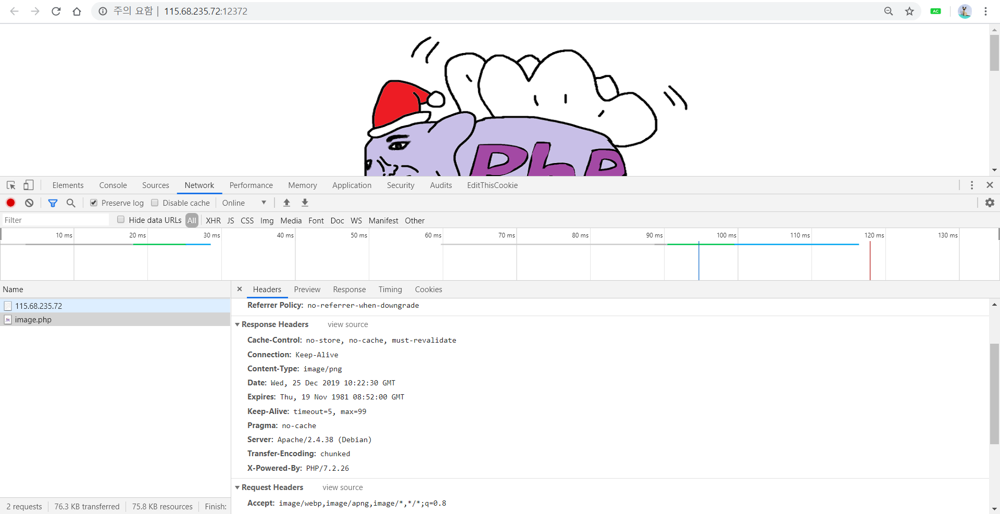 주의 요함 | 115.68.235.72:12372
AC
PhP
Elements Console Sources Network Performance Memory Application Security Audits EditThisCookie
Preserve log Disable cache Online
Filter Hide data URLs All XHR JS CSS Img Media Font Doc WS Manifest Other
10 ms 20 ms 30 ms 40 ms 50 ms 60 ms 70 ms 80 ms 90 ms 100 ms 110 ms 120 ms 130 ms
Name Headers Preview Response Timing Cookies
115.68.235.72
image.php
Referrer Policy: no-referrer-when-downgrade
Response Headers view source
Cache-Control: no-store, no-cache, must-revalidate
Connection: Keep-Alive
Content-Type: image/png
Date: Wed, 25 Dec 2019 10:22:30 GMT
Expires: Thu, 19 Nov 1981 08:52:00 GMT
Keep-Alive: timeout=5, max=99
Pragma: no-cache
Server: Apache/2.4.38 (Debian)
Transfer-Encoding: chunked
X-Powered-By: PHP/7.2.26
Request Headers view source
Accept: image/webp,image/apng,image/*,*/*;q=0.8
2 requests 76.3 KB transferred 75.8 KB resources Finish: